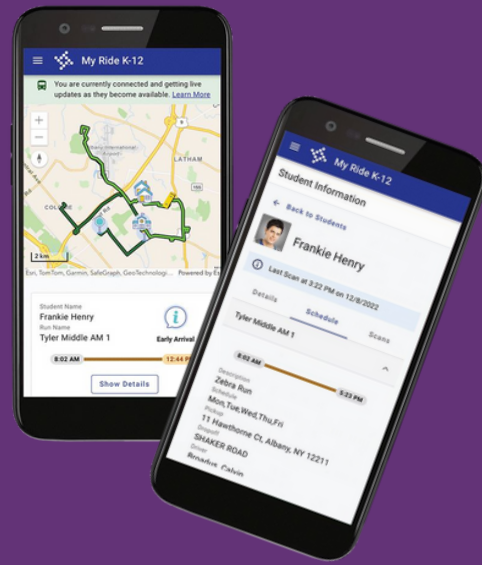 My Ride K-12
You are currently connected and getting live
updates as they become available. Learn More
LATHAM
2 km
Esri, TomTom, Garmin, SafeGraph, GeoTechnologi... Powered by Es
Student Name
Frankie Henry
Run Name
Tyler Middle AM 1
Early Arrival
8:02 AM
12:44 P
Show Details
My Ride K-12
Student Information
Back to Students
Frankie Henry
Last Scan at 3:22 PM on 12/8/2022
Details
Schedule
Scans
Tyler Middle AM 1
8:02 AM
5:23 PM
Description
Zebra Run
Schedule
Mon,Tue,Wed,Thu,Fri
Pickup
11 Hawthorne Ct, Albany, NY 12211
Dropoff
SHAKER ROAD
Driver
Broadus, Calvin